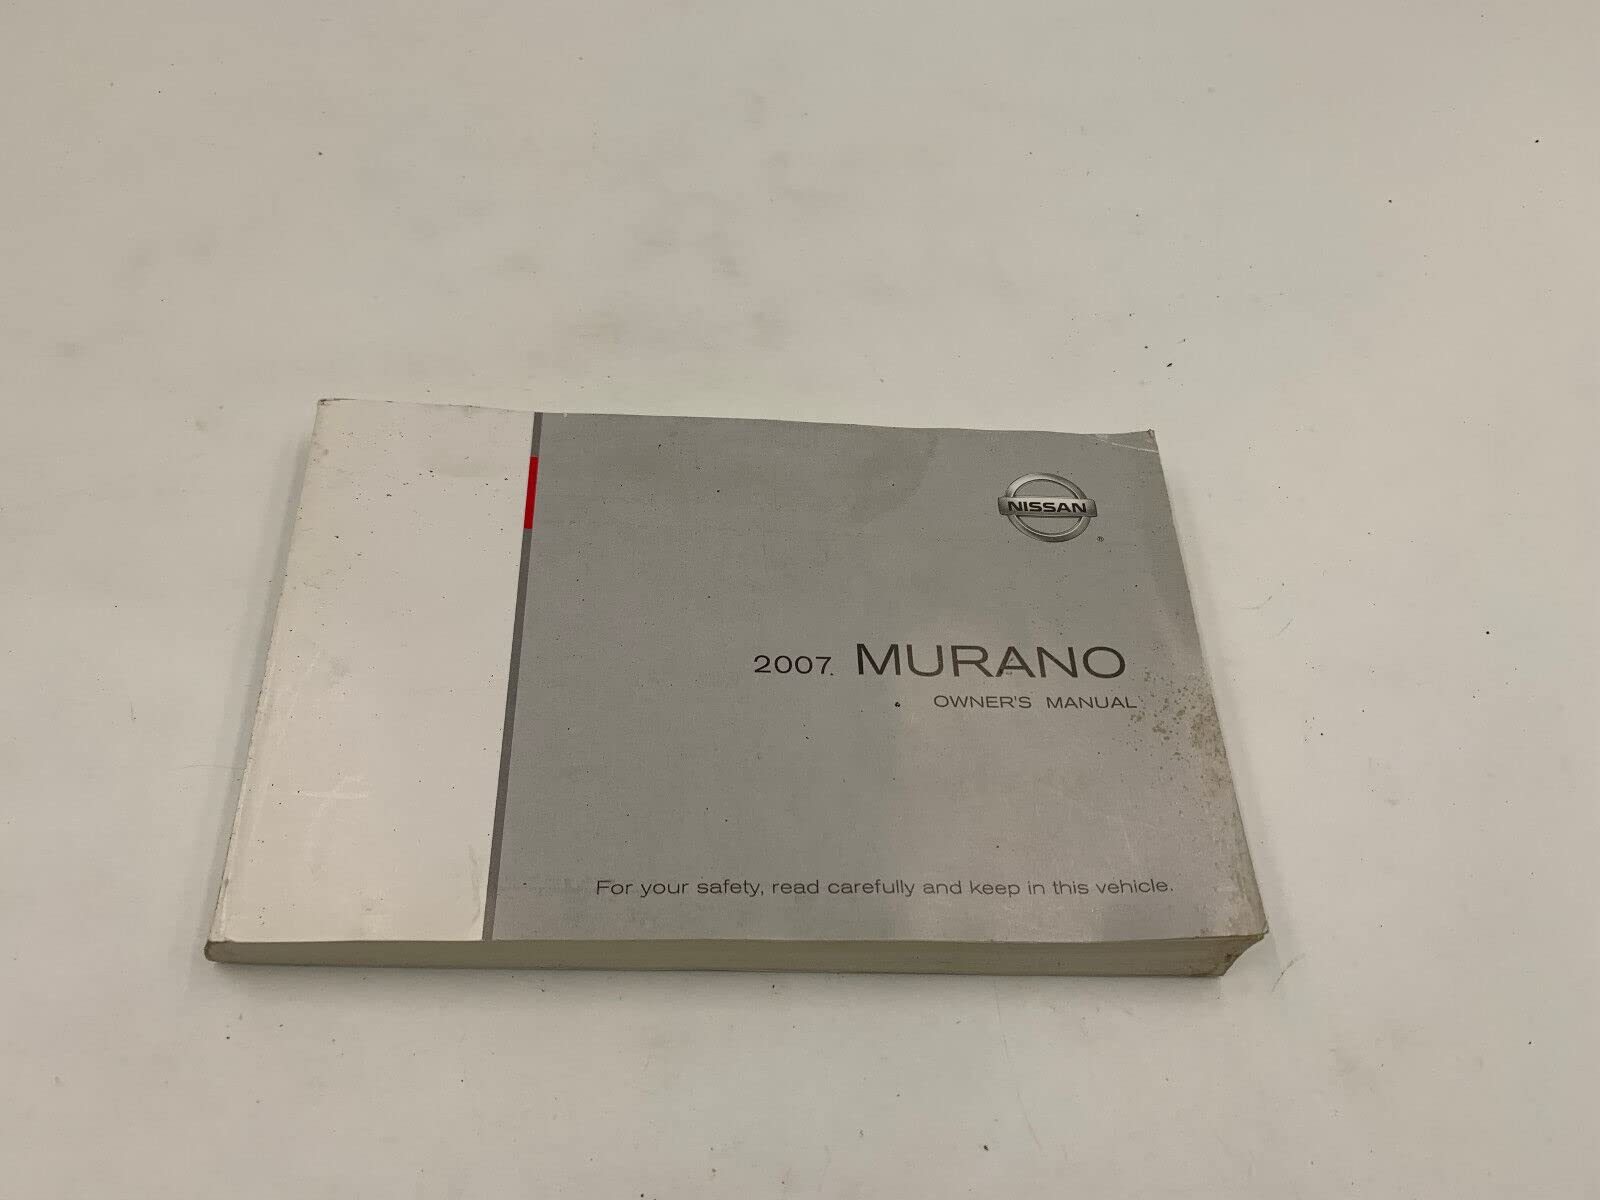 NISSAN
®
2007 MURANO
OWNER'S MANUAL
For your safety, read carefully and keep in this vehicle.